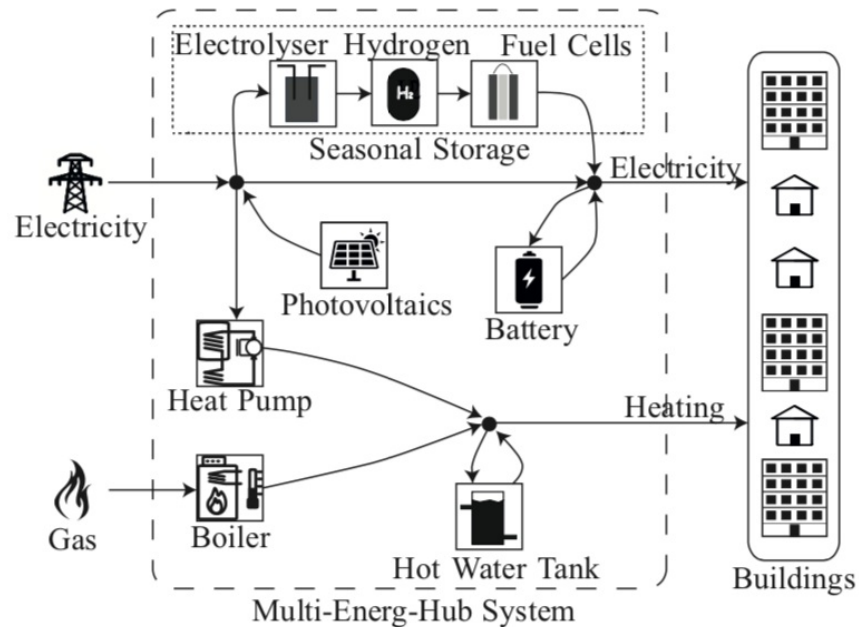 Electrolyser Hydrogen Fuel Cells
H₂
Seasonal Storage
Electricity
Electricity
Photovoltaics
Battery
Heat Pump
Heating
Gas
Boiler
Hot Water Tank
Buildings
Multi-Energ-Hub System